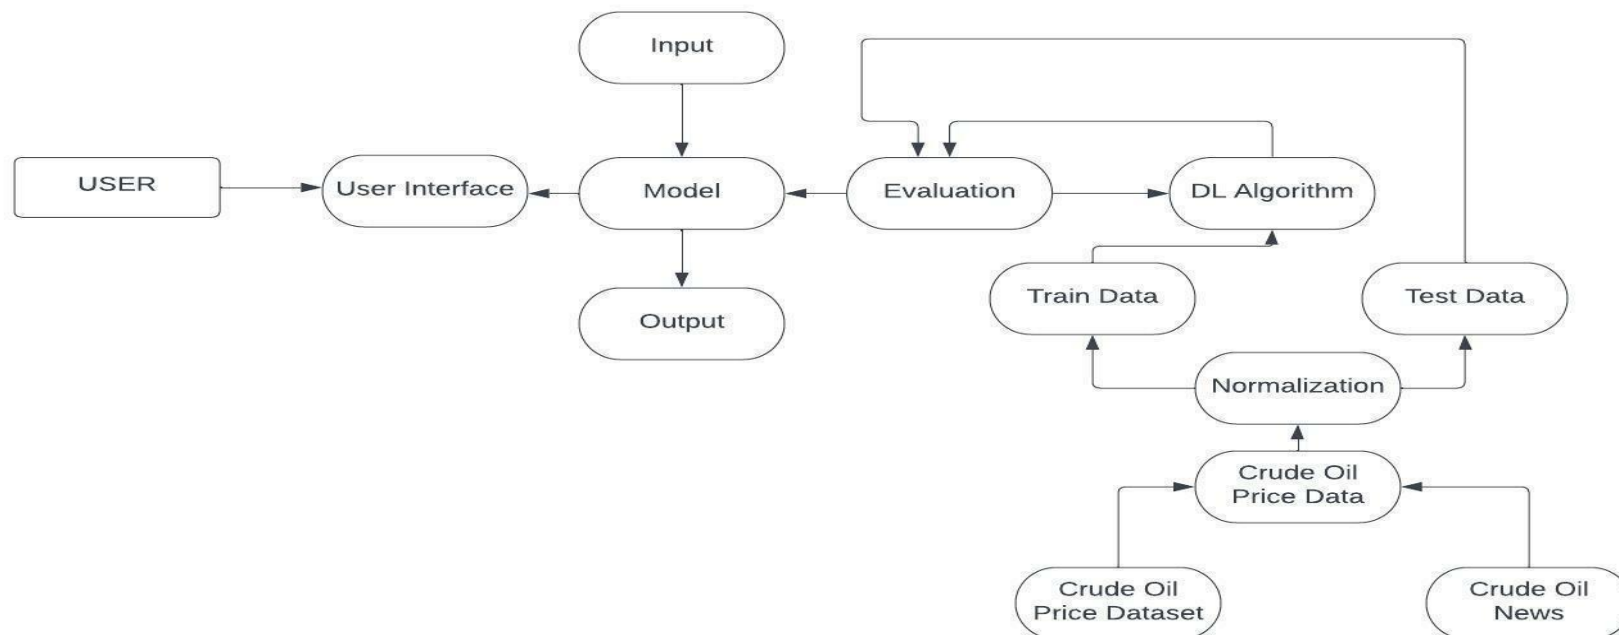 Input
USER
User Interface
Model
Evaluation
DL Algorithm
Output
Train Data
Test Data
Normalization
Crude Oil
Price Data
Crude Oil
Price Dataset
Crude Oil
News